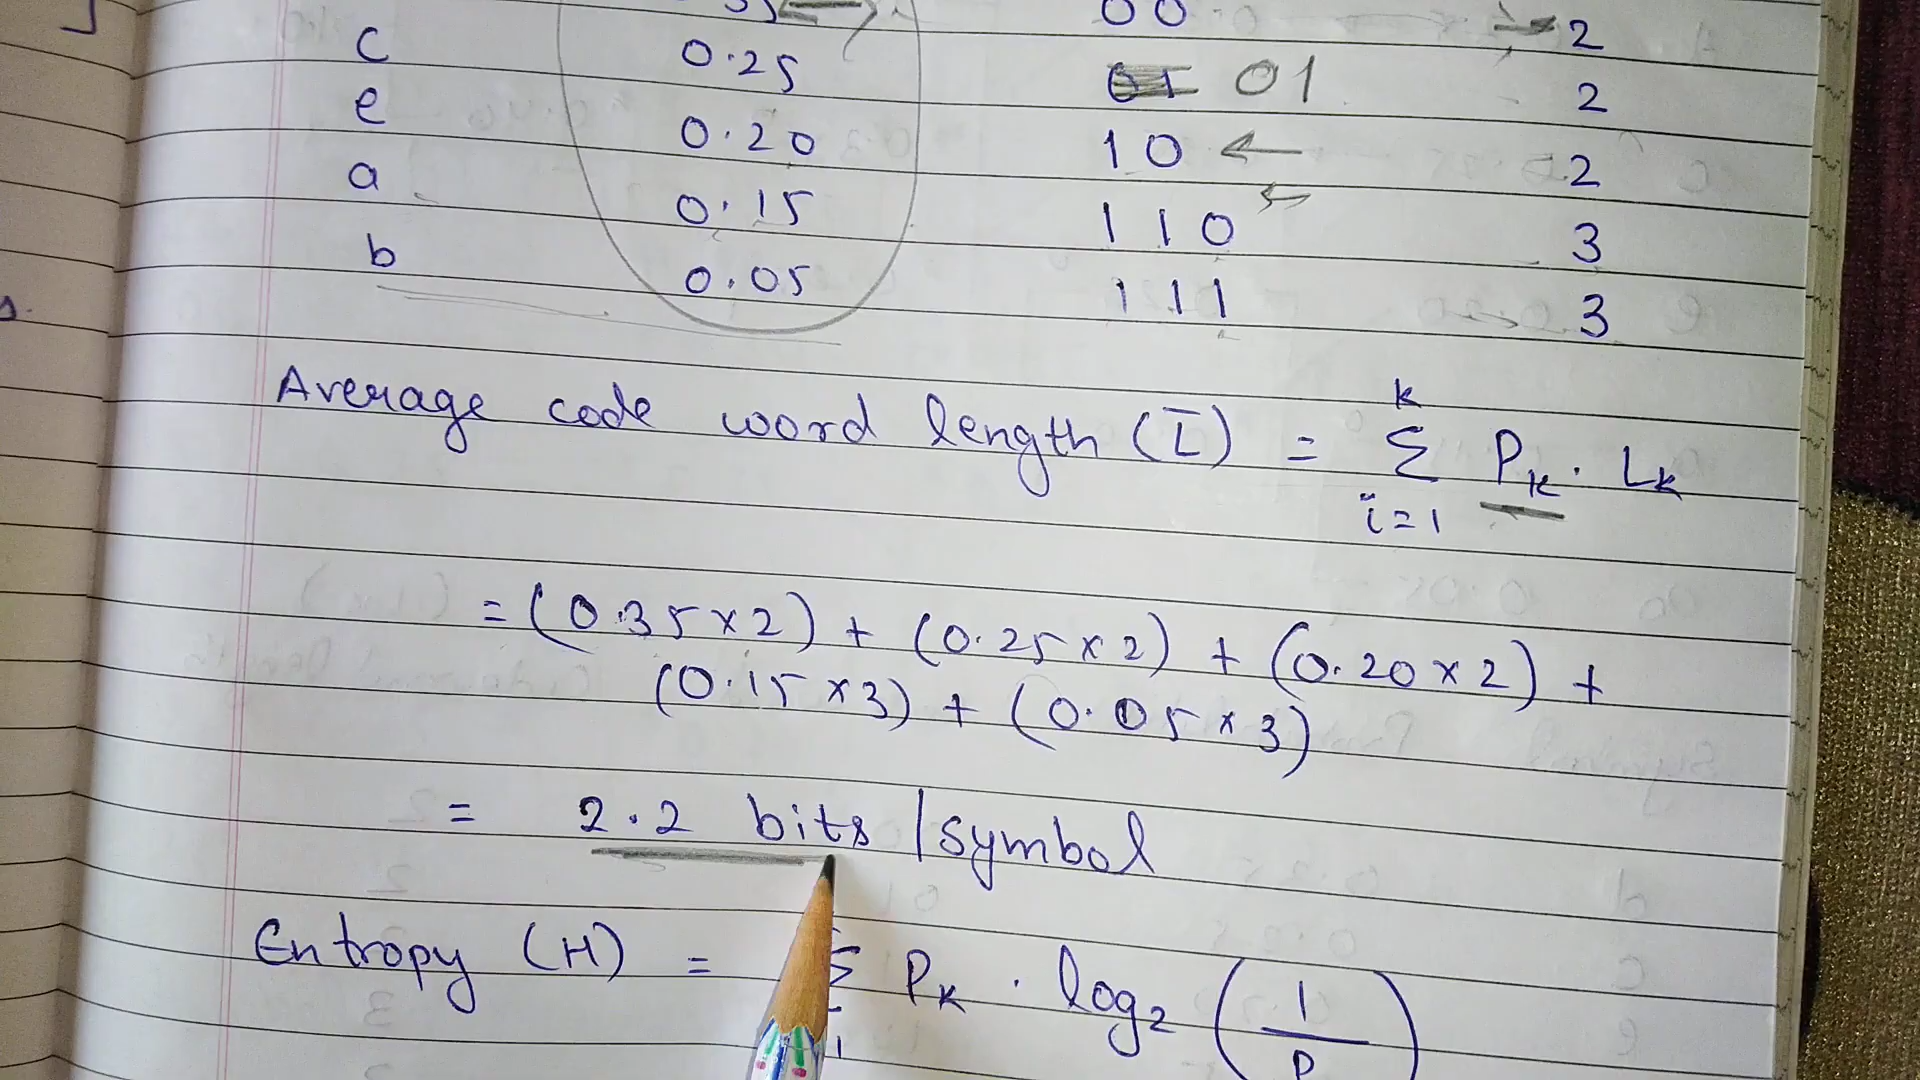 00 2
c 0.25 01 2
e 0.20 10 2
a 0.15 110 3
b 0.05 111 3
k
Average code word length (L̄) = Σ Pk . Lk
i=1
= (0.35 x 2) + (0.25 x 2) + (0.20 x 2) +
(0.15 x 3) + (0.05 x 3)
= 2.2 bits / symbol
Entropy (H) = Σ Pk . log2 (1/P)
1